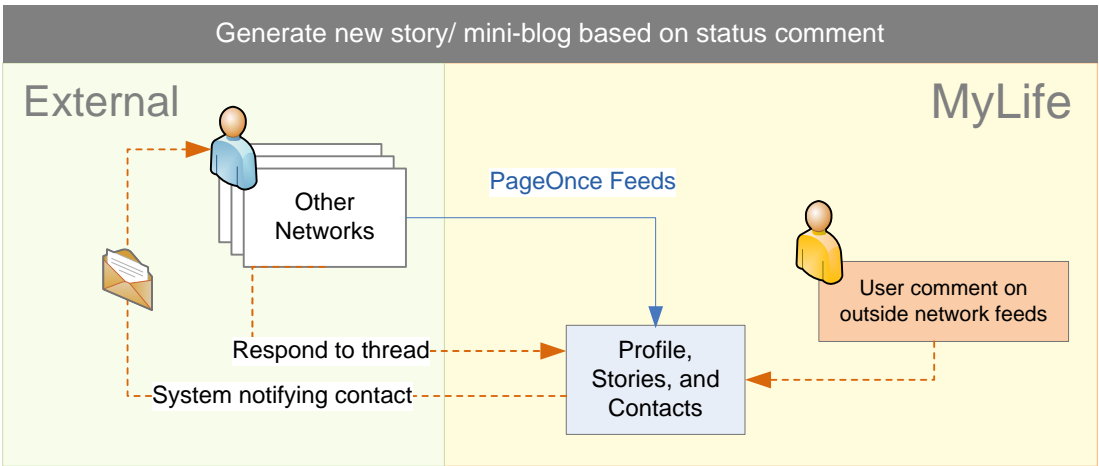 Generate new story/ mini-blog based on status comment
External
MyLife
PageOnce Feeds
Other
Networks
User comment on
outside network feeds
Respond to thread
Profile,
Stories, and
Contacts
System notifying contact